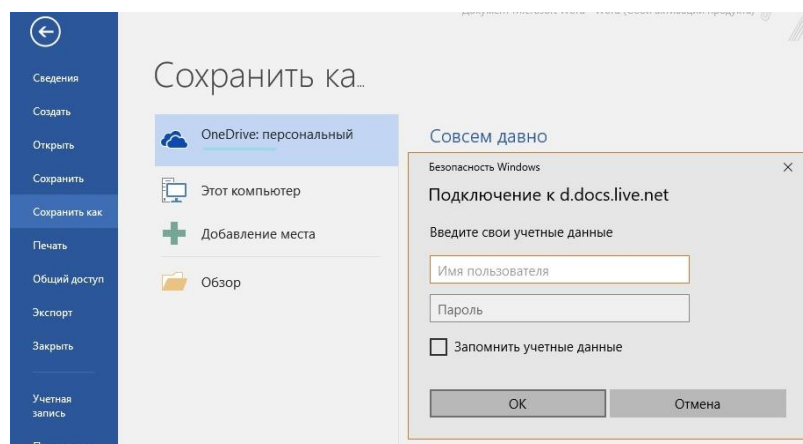 Сведения
Создать
Открыть
Сохранить
Сохранить как
Печать
Общий доступ
Экспорт
Закрыть
Учетная
запись
Сохранить ка...
OneDrive: персональный
Этот компьютер
Добавление места
Обзор
Совсем давно
Безопасность Windows
Подключение к d.docs.live.net
Введите свои учетные данные
Имя пользователя
Пароль
Запомнить учетные данные
ОК
Отмена